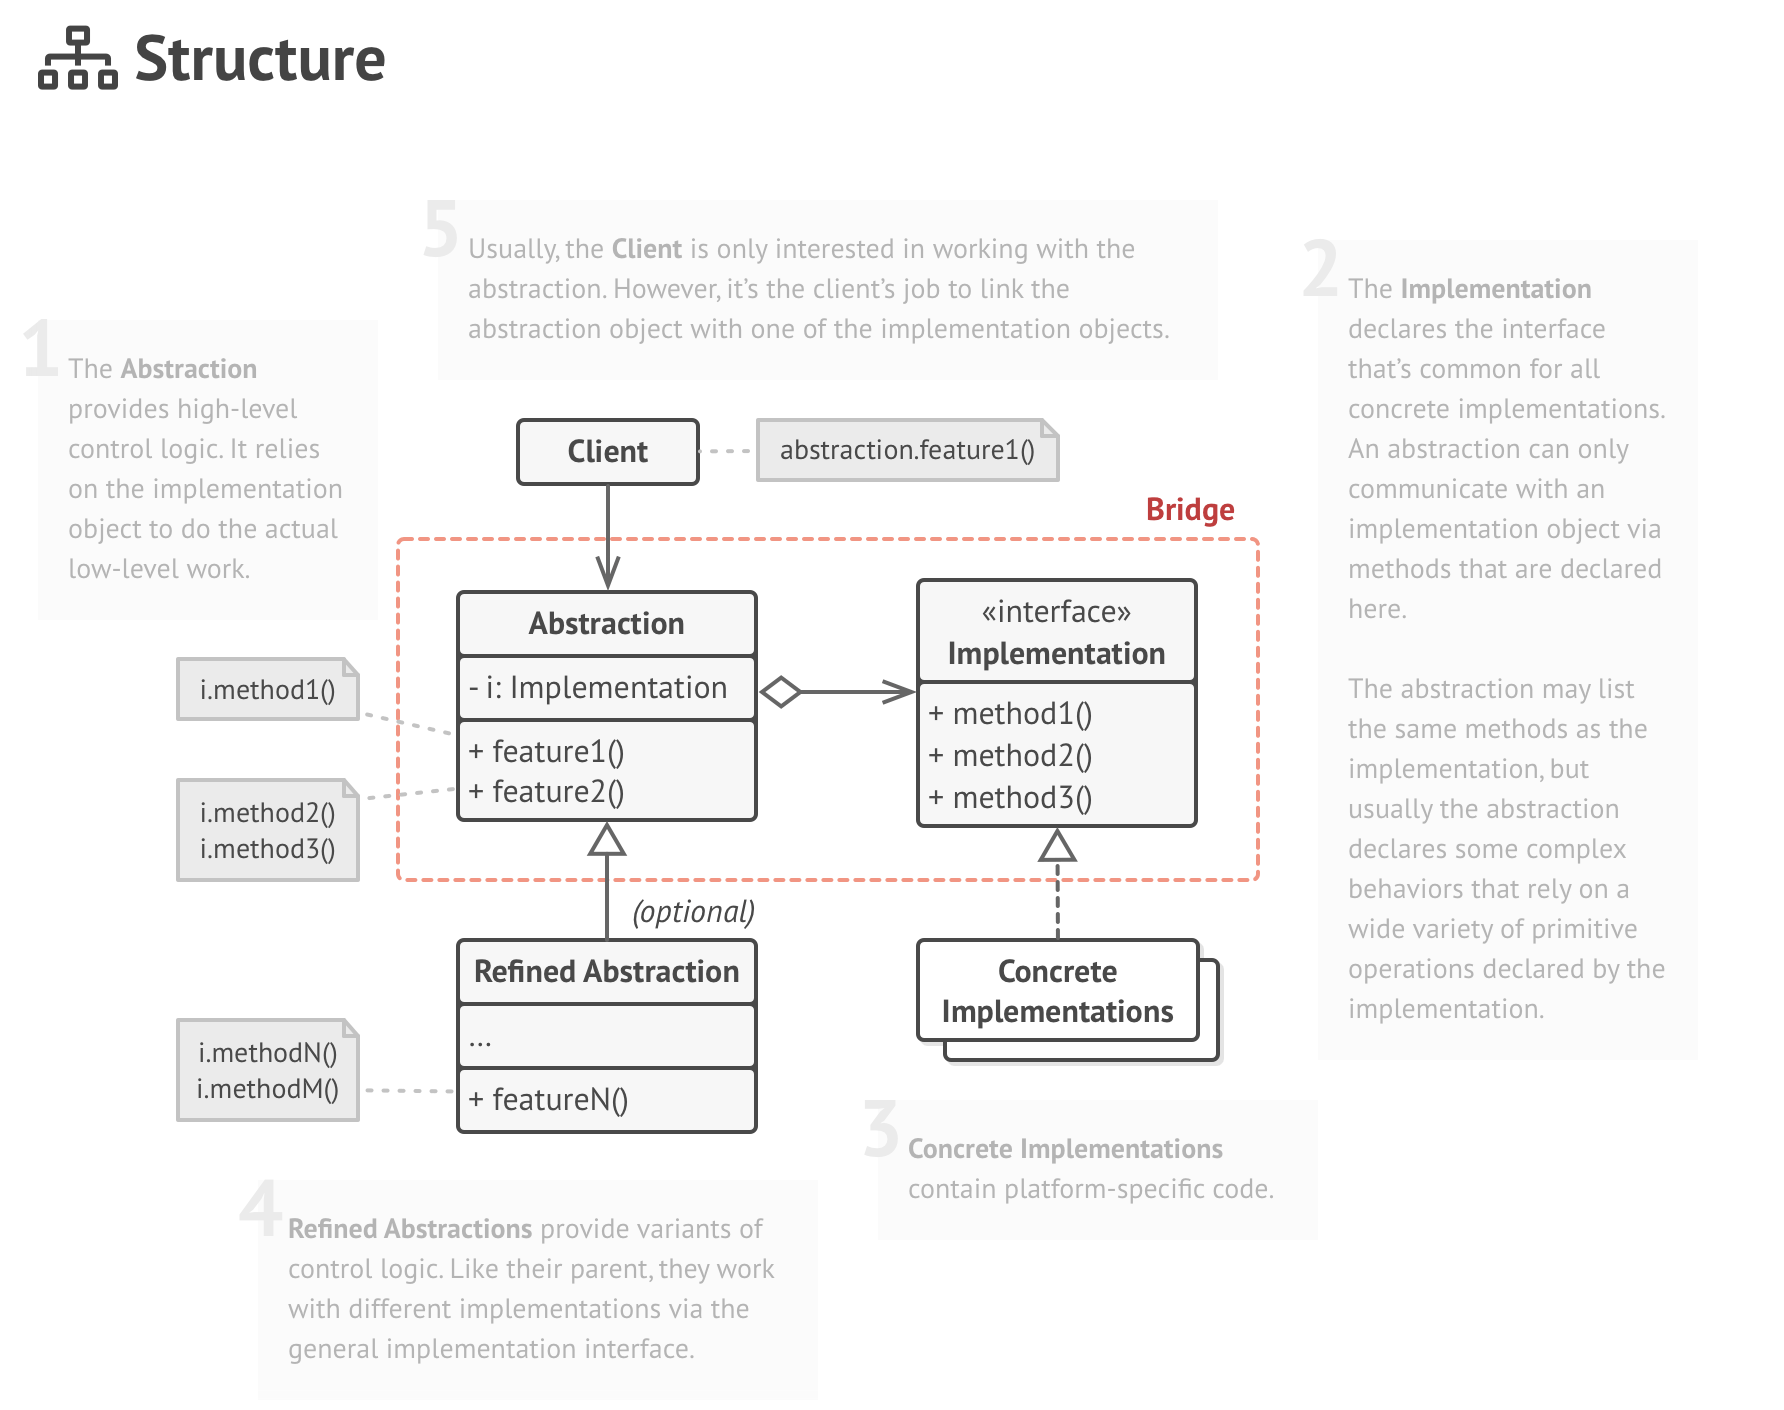 Structure
5
Usually, the Client is only interested in working with the
abstraction. However, it's the client's job to link the
abstraction object with one of the implementation objects.
1
The Abstraction
provides high-level
control logic. It relies
on the implementation
object to do the actual
low-level work.
2
The Implementation
declares the interface
that's common for all
concrete implementations.
An abstraction can only
communicate with an
implementation object via
methods that are declared
here.
The abstraction may list
the same methods as the
implementation, but
usually the abstraction
declares some complex
behaviors that rely on a
wide variety of primitive
operations declared by the
implementation.
Client
abstraction.feature1()
Bridge
Abstraction
- i: Implementation
+ feature1()
+ feature2()
«interface»
Implementation
+ method1()
+ method2()
+ method3()
i.method1()
i.method2()
i.method3()
(optional)
Refined Abstraction
...
+ featureN()
Concrete
Implementations
i.methodN()
i.methodM()
3
Concrete Implementations
contain platform-specific code.
4
Refined Abstractions provide variants of
control logic. Like their parent, they work
with different implementations via the
general implementation interface.